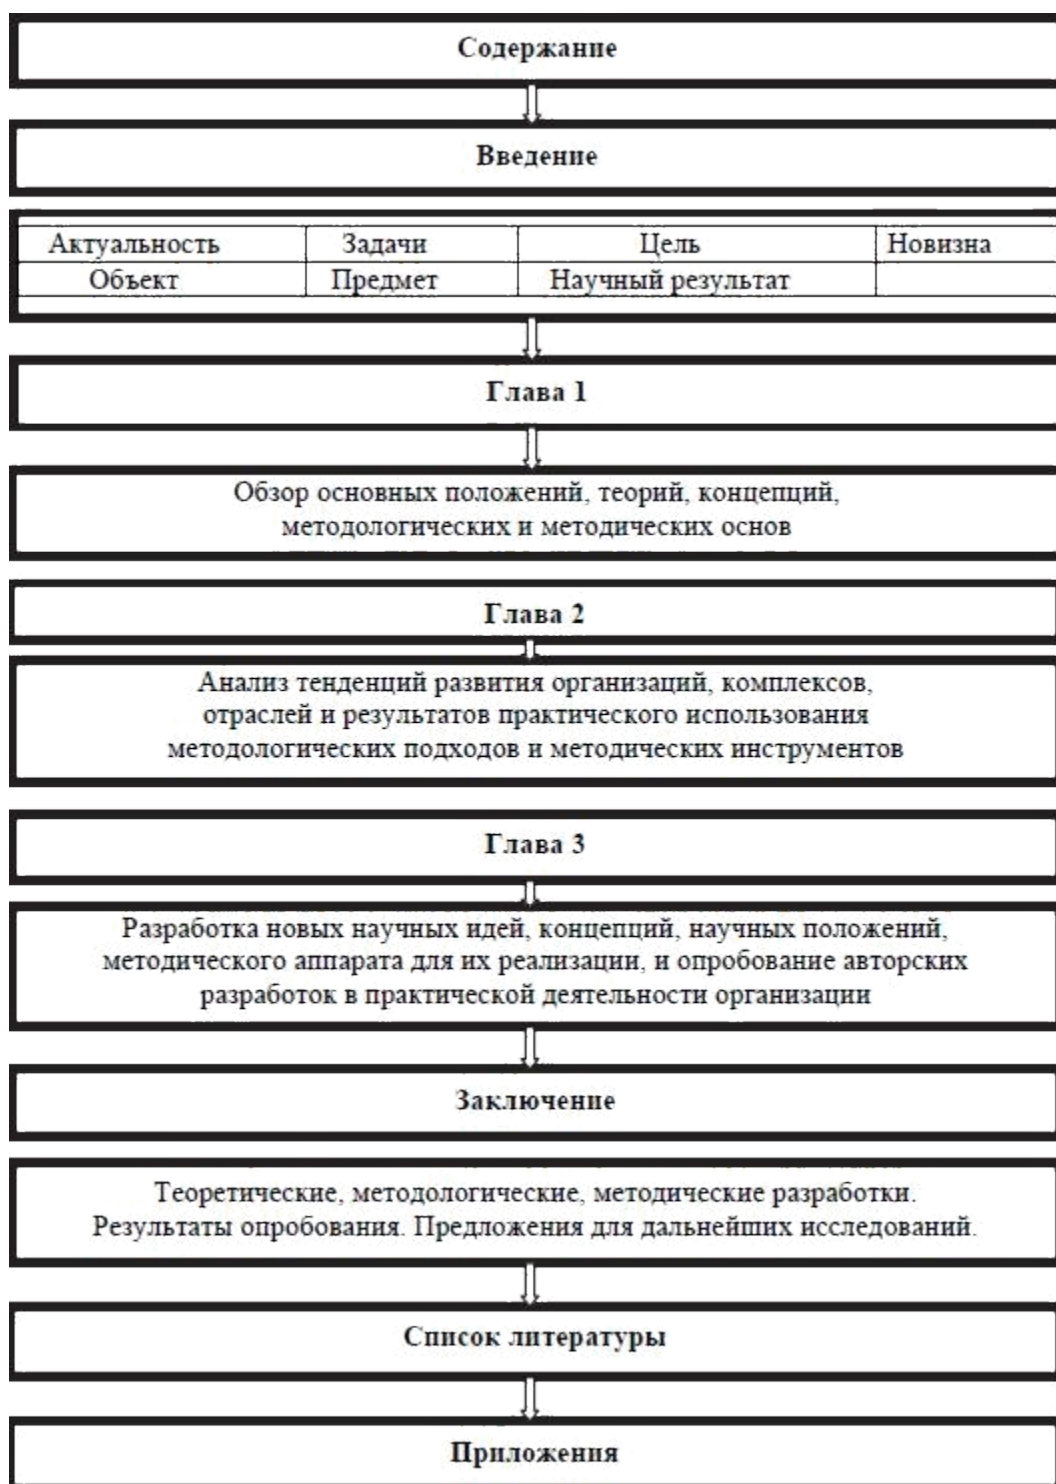 Содержание
Введение
Актуальность Задачи Цель Новизна
Объект Предмет Научный результат
Глава 1
Обзор основных положений, теорий, концепций,
методологических и методических основ
Глава 2
Анализ тенденций развития организаций, комплексов,
отраслей и результатов практического использования
методологических подходов и методических инструментов
Глава 3
Разработка новых научных идей, концепций, научных положений,
методического аппарата для их реализации, и опробование авторских
разработок в практической деятельности организации
Заключение
Теоретические, методологические, методические разработки.
Результаты опробования. Предложения для дальнейших исследований.
Список литературы
Приложения